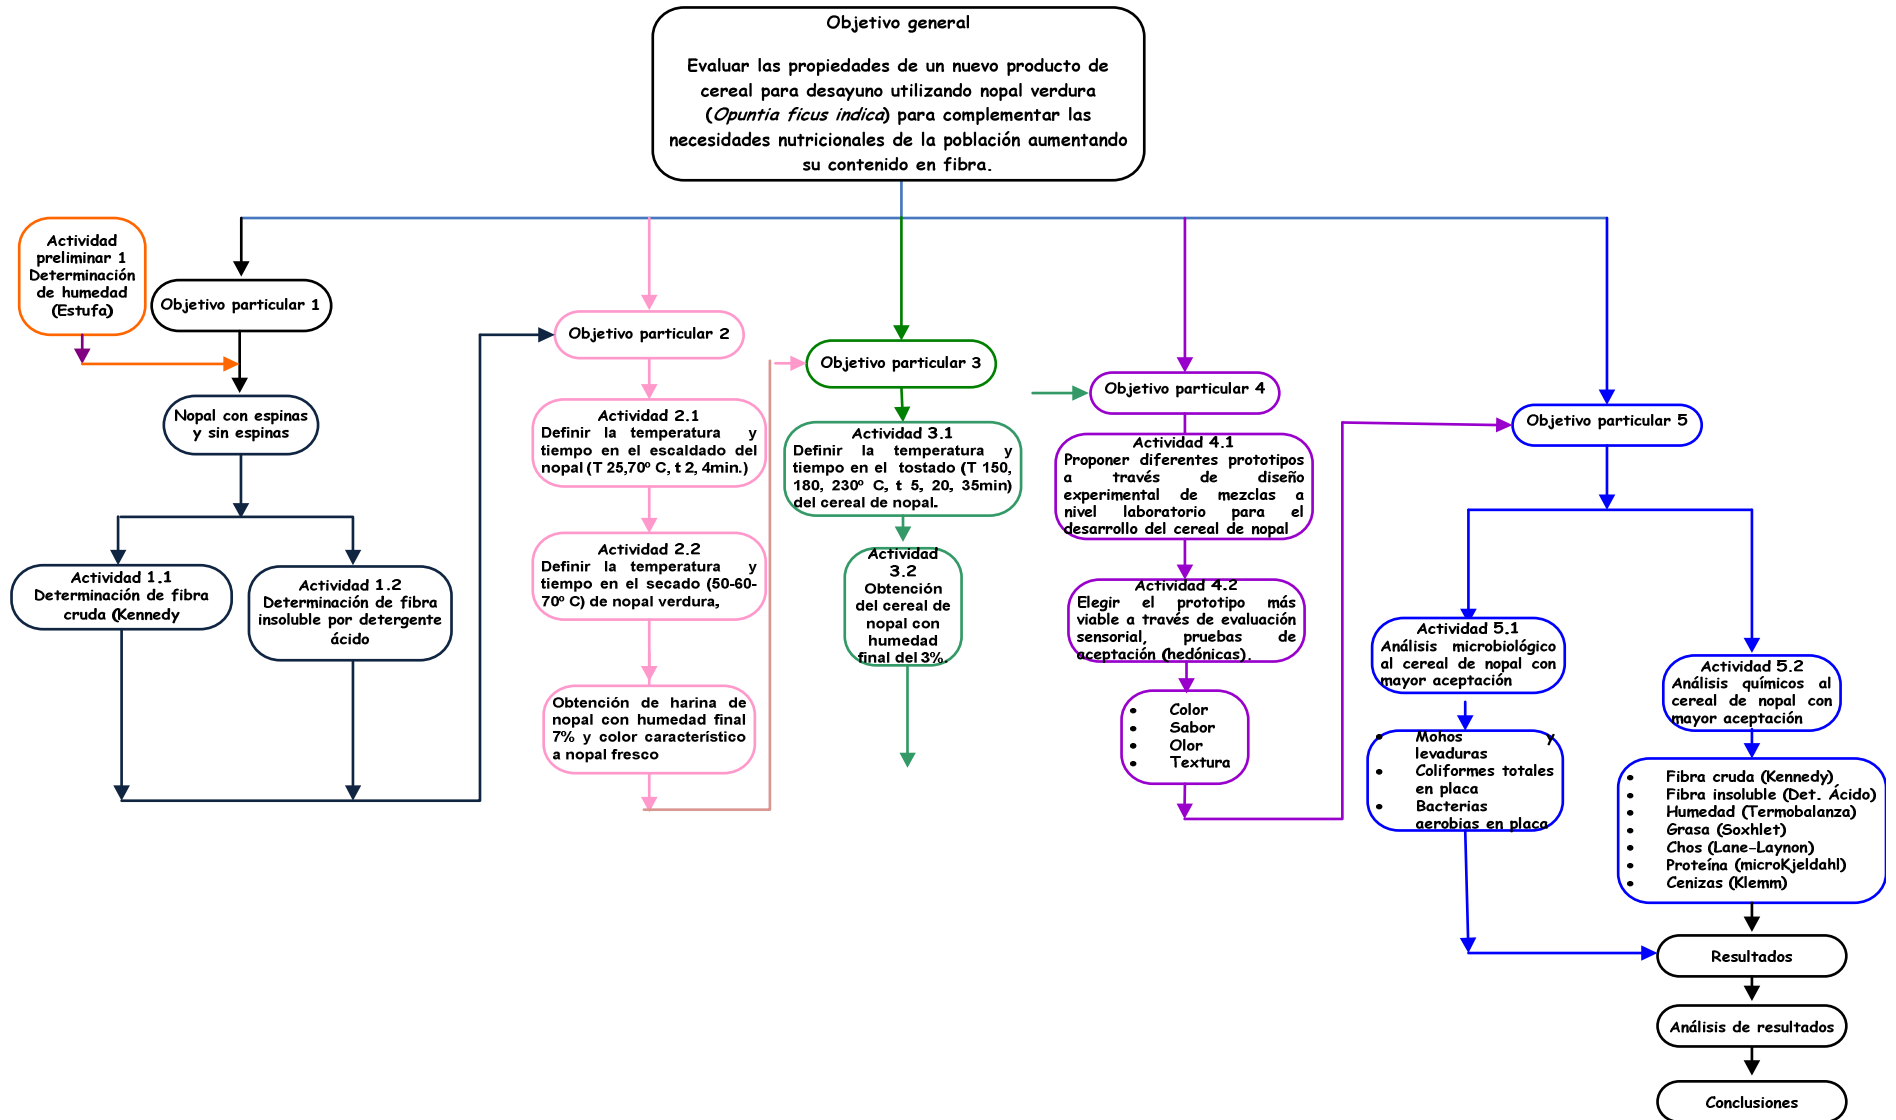 Objetivo general
Evaluar las propiedades de un nuevo producto de
cereal para desayuno utilizando nopal verdura
(Opuntia ficus indica) para complementar las
necesidades nutricionales de la población aumentando
su contenido en fibra.
Actividad
preliminar 1
Determinación
de humedad
(Estufa)
Objetivo particular 1
Nopal con espinas
y sin espinas
Actividad 1.1
Determinación de fibra
cruda (Kennedy
Actividad 1.2
Determinación de fibra
insoluble por detergente
ácido
Objetivo particular 2
Actividad 2.1
Definir la temperatura y
tiempo en el escaldado del
nopal (T 25,70º C, t 2, 4min.)
Actividad 2.2
Definir la temperatura y
tiempo en el secado (50-60-
70º C) de nopal verdura,
Obtención de harina de
nopal con humedad final
7% y color característico
a nopal fresco
Objetivo particular 3
Actividad 3.1
Definir la temperatura y
tiempo en el tostado (T 150,
180, 230º C, t 5, 20, 35min)
del cereal de nopal.
Actividad
3.2
Obtención
del cereal de
nopal con
humedad
final del 3%.
Objetivo particular 4
Actividad 4.1
Proponer diferentes prototipos
a través de diseño
experimental de mezclas a
nivel laboratorio para el
desarrollo del cereal de nopal
Actividad 4.2
Elegir el prototipo más
viable a través de evaluación
sensorial, pruebas de
aceptación (hedónicas).
• Color
• Sabor
• Olor
• Textura
Objetivo particular 5
Actividad 5.1
Análisis microbiológico
al cereal de nopal con
mayor aceptación
• Mohos y
levaduras
• Coliformes totales
en placa
• Bacterias
aerobias en placa
Actividad 5.2
Análisis químicos al
cereal de nopal con
mayor aceptación
• Fibra cruda (Kennedy)
• Fibra insoluble (Det. Ácido)
• Humedad (Termobalanza)
• Grasa (Soxhlet)
• Chos (Lane-Laynon)
• Proteína (microKjeldahl)
• Cenizas (Klemm)
Resultados
Análisis de resultados
Conclusiones